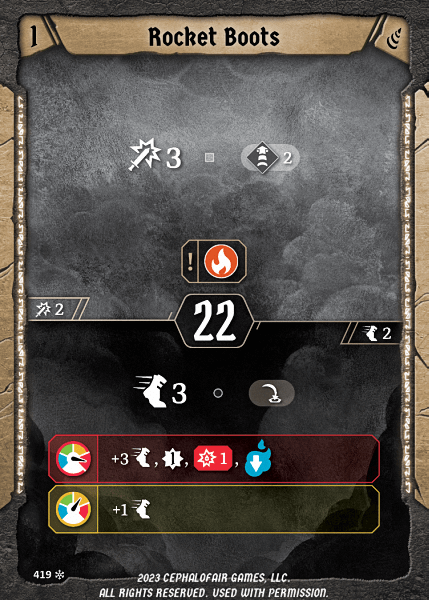 1 Rocket Boots
3 2
!
2
22
2
3
+3 , 1 , 1 ,
+1
419
2023 CEPHALOFAIR GAMES, LLC.
ALL RIGHTS RESERVED. USED WITH PERMISSION.